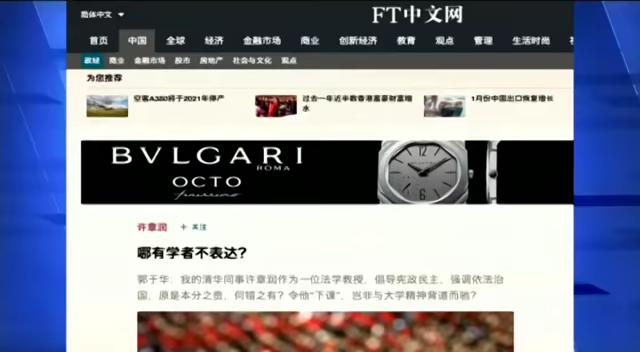 简体中文
FT中文网
首页 中国 全球 经济 金融市场 商业 创新经济 教育 观点 管理 生活时尚
政经 商业 金融市场 股市 房地产 社会与文化 观点
为您推荐
空客A380将于2021年停产
过去一年近半数香港富豪财富缩
水
1月份中国出口恢复增长
BVLGARI
ROMA
OCTO
Finissimo
许章润 + 关注
哪有学者不表达？
郭于华：我的清华同事许章润作为一位法学教授，倡导宪政民主、强调依法治
国，原是本分之责，何错之有？令他“下课”，岂非与大学精神背道而驰？